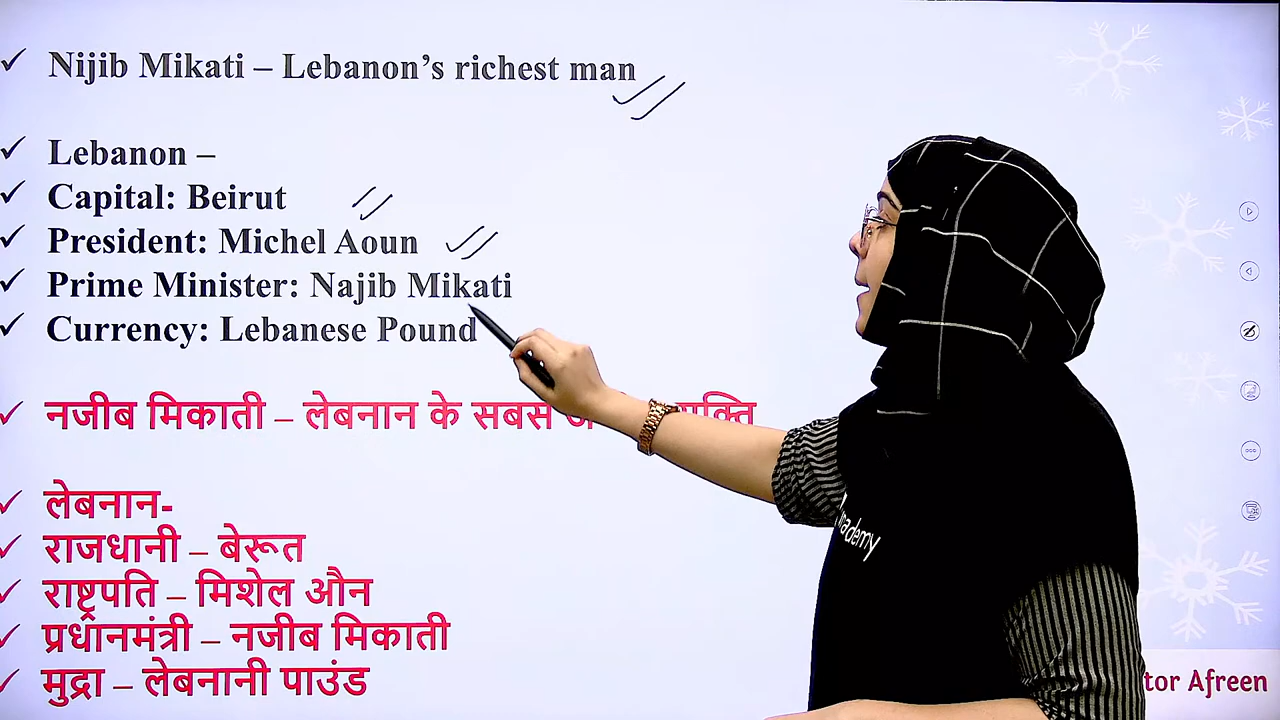 Nijib Mikati – Lebanon’s richest man
Lebanon –
Capital: Beirut
President: Michel Aoun
Prime Minister: Najib Mikati
Currency: Lebanese Pound
नजीब मिकाती – लेबनान के सबसे
लेबनान-
राजधानी – बेरूत
राष्ट्रपति – मिशेल औन
प्रधानमंत्री – नजीब मिकाती
मुद्रा – लेबनानी पाउंड
Afreen